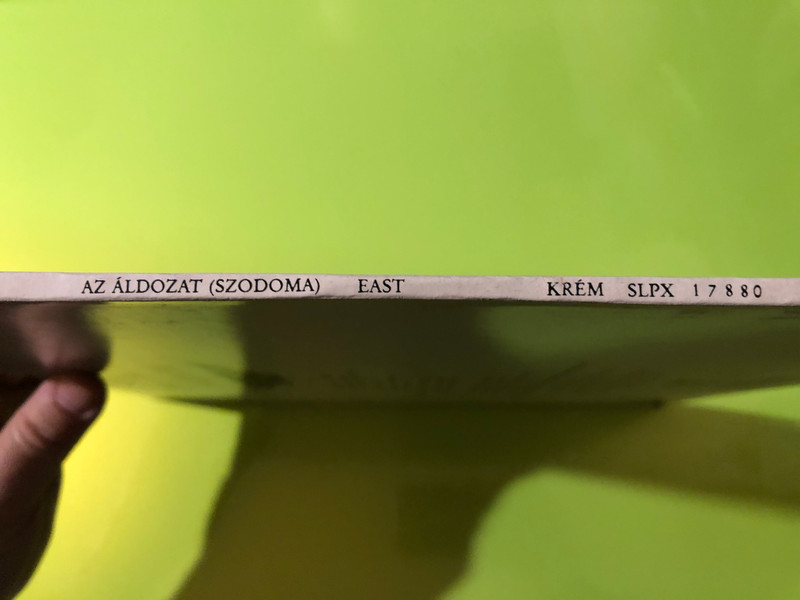 AZ ÁLDOZAT (SZODOMA) EAST KRÉM SLPX 17880